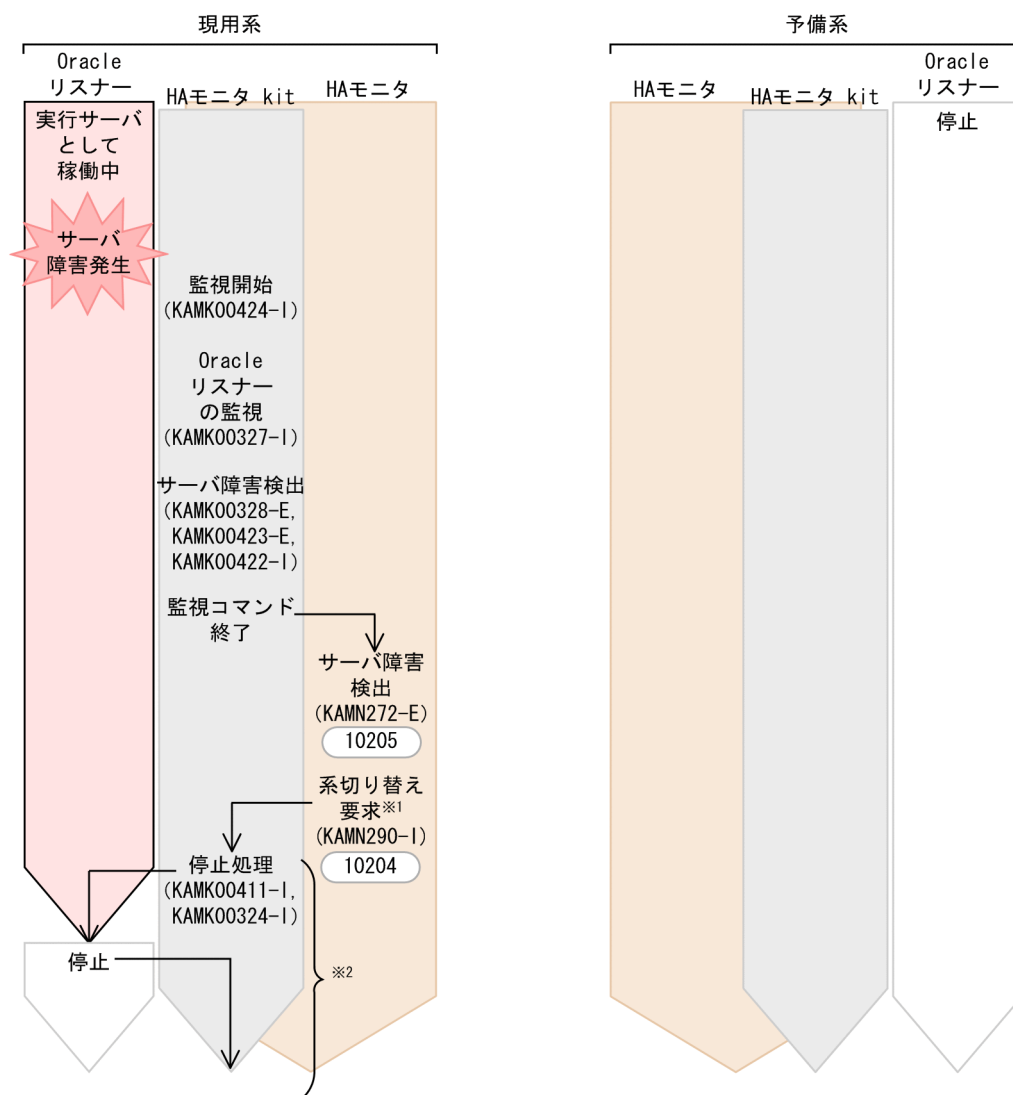 現用系
Oracle
リスナー
HAモニタ kit
HAモニタ
実行サーバ
として
稼働中
サーバ
障害発生
監視開始
(KAMK00424-I)
Oracle
リスナー
の監視
(KAMK00327-I)
サーバ障害検出
(KAMK00328-E,
KAMK00423-E,
KAMK00422-I)
監視コマンド
終了
サーバ障害
検出
(KAMN272-E)
10205
系切り替え
要求※1
(KAMN290-I)
10204
停止処理
(KAMK00411-I,
KAMK00324-I)
停止
※2
予備系
HAモニタ
HAモニタ kit
Oracle
リスナー
停止